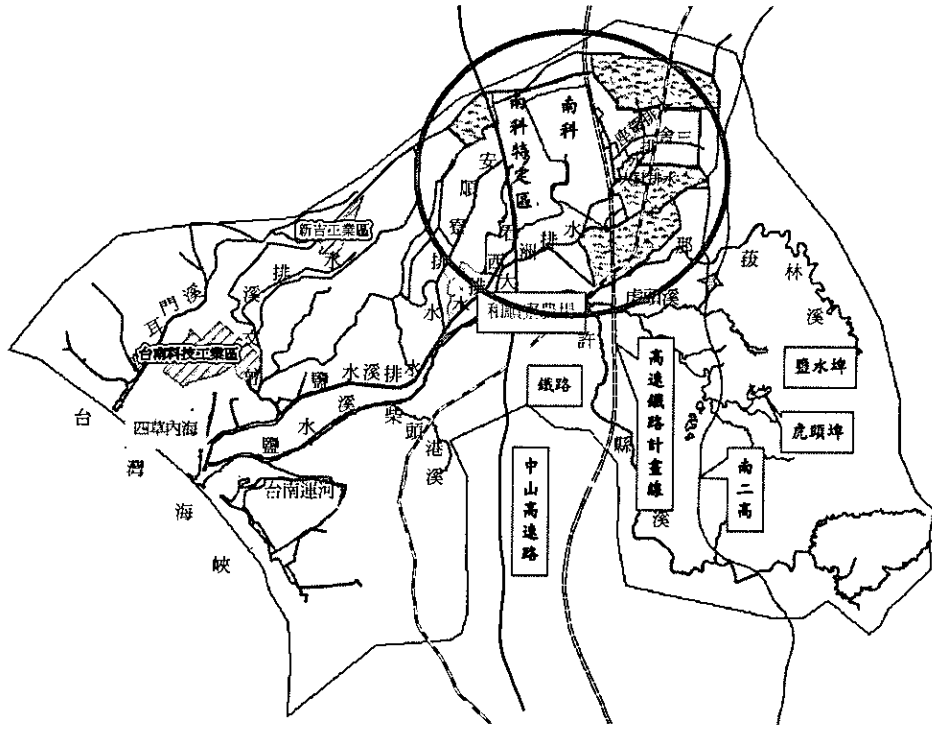 南科特定區
南科
三舍排
安順寮排水
大洲排水
新吉工業區
耳門溪
台南科技工業區
四草內海
鹽水溪排水
鹽水溪
柴頭港溪
台南運河
台灣海峽
鐵路
中山高速路
許縣溪
高速鐵路計畫線
南二高
虎頭溪
那菝林溪
鹽水埤
虎頭埤